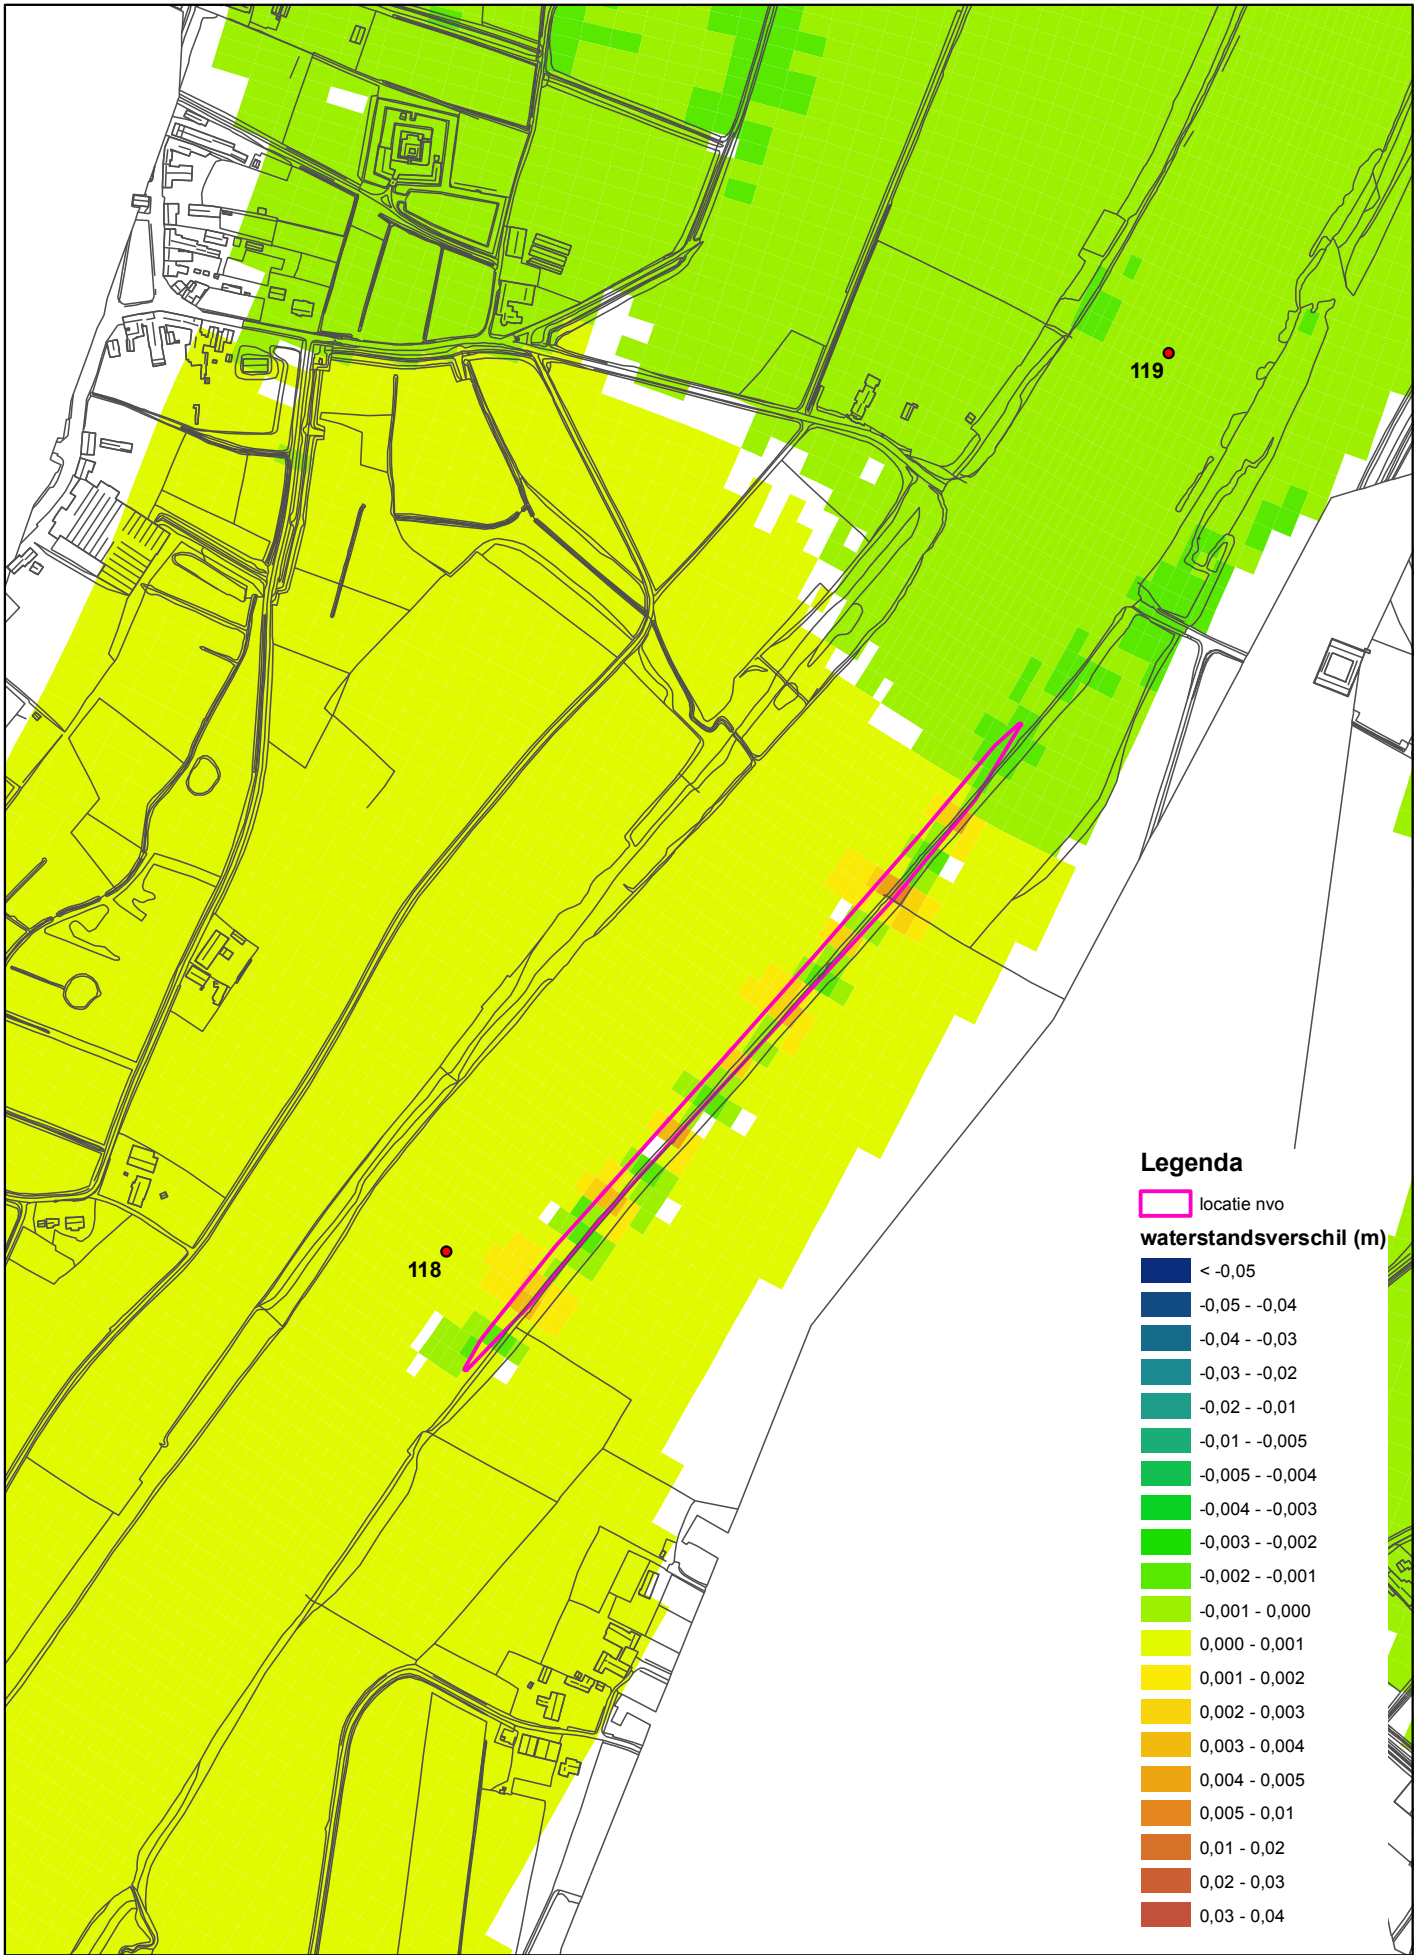 119
118
Legenda
locatie nvo
waterstandsverschil (m)
< -0,05
-0,05 - -0,04
-0,04 - -0,03
-0,03 - -0,02
-0,02 - -0,01
-0,01 - -0,005
-0,005 - -0,004
-0,004 - -0,003
-0,003 - -0,002
-0,002 - -0,001
-0,001 - 0,000
0,000 - 0,001
0,001 - 0,002
0,002 - 0,003
0,003 - 0,004
0,004 - 0,005
0,005 - 0,01
0,01 - 0,02
0,02 - 0,03
0,03 - 0,04